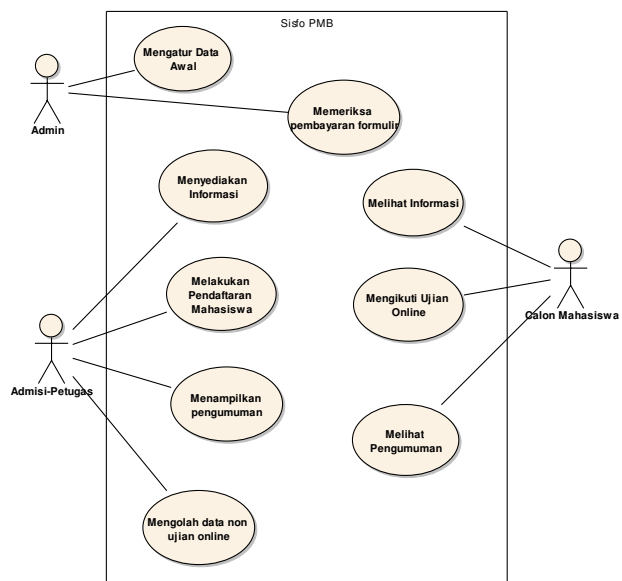 Sisfo PMB
Mengatur Data
Awal
Memeriksa
pembayaran formulir
Admin
Menyediakan
Informasi
Melihat Informasi
Melakukan
Pendaftaran
Mahasiswa
Mengikuti Ujian
Online
Calon Mahasiswa
Admisi-Petugas
Menampilkan
pengumuman
Melihat
Pengumuman
Mengolah data non
ujian online